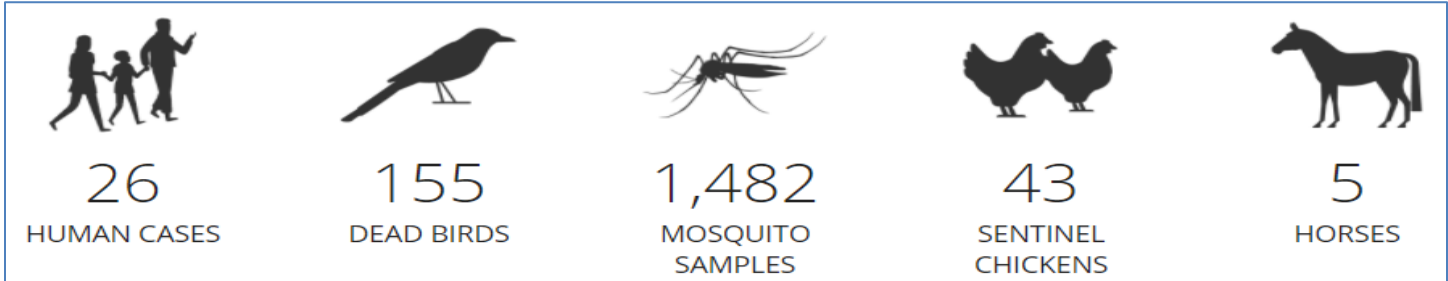 26
HUMAN CASES
155
DEAD BIRDS
1,482
MOSQUITO
SAMPLES
43
SENTINEL
CHICKENS
5
HORSES